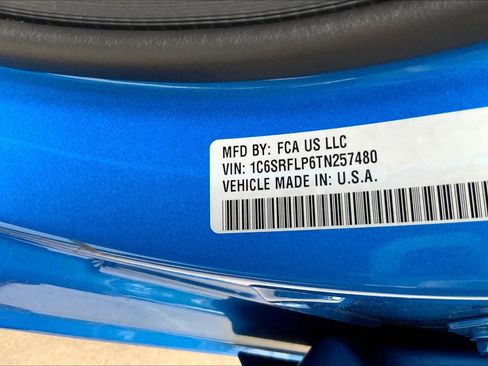 MFD BY: FCA US LLC
VIN: 1C6SRFLP6TN257480
VEHICLE MADE IN: U.S.A.